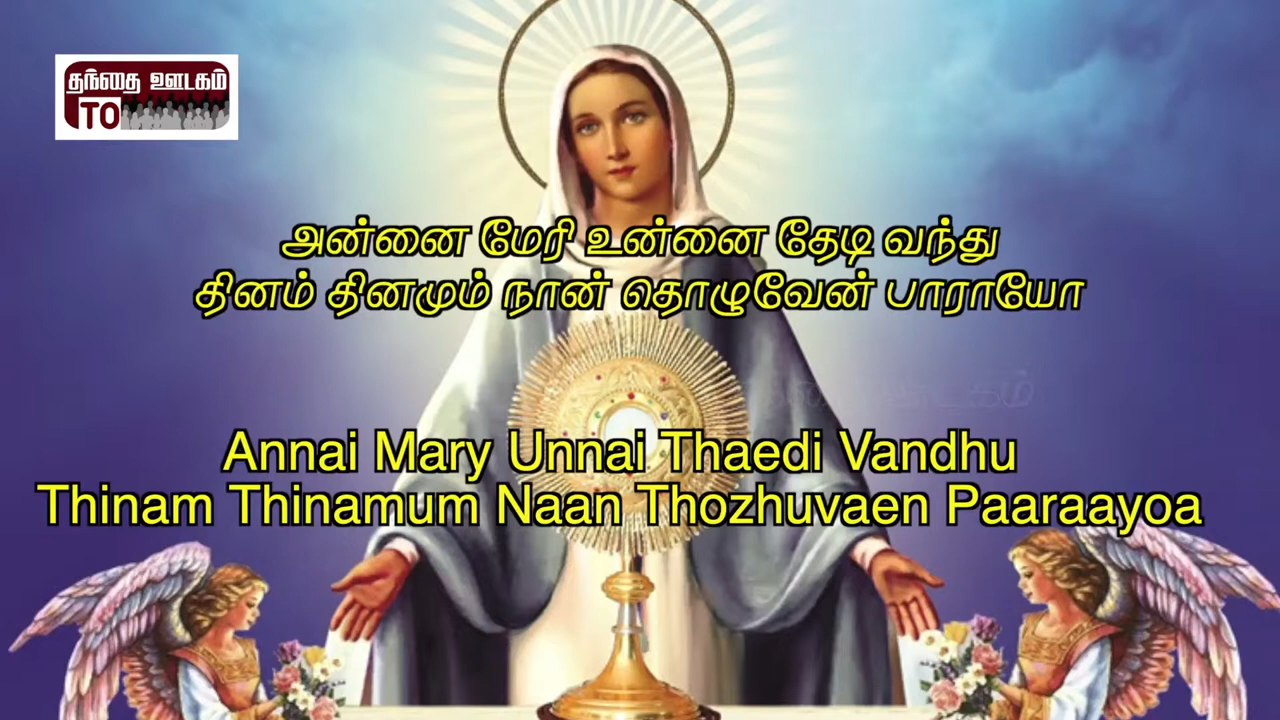 தந்தை ஊடகம்
TO
அன்னை மேரி உன்னை தேடி வந்து
தினம் தினமும் நான் தொழுவேன் பாராயோ
Annai Mary Unnai Thaedi Vandhu
Thinam Thinamum Naan Thozhuvaen Paaraayoa